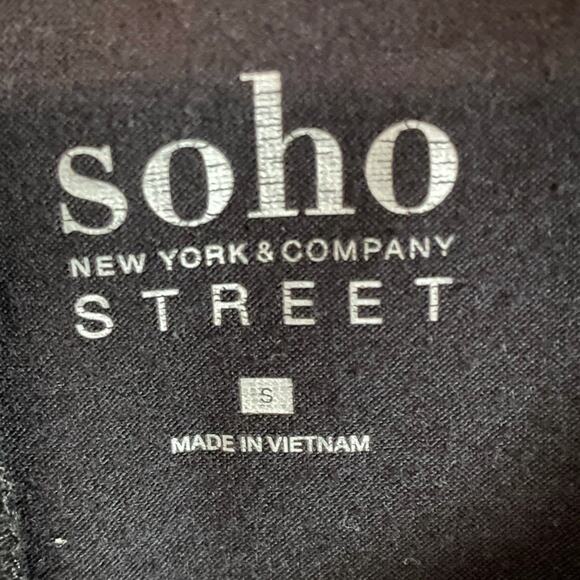 soho
NEW YORK & COMPANY
STREET
S
MADE IN VIETNAM